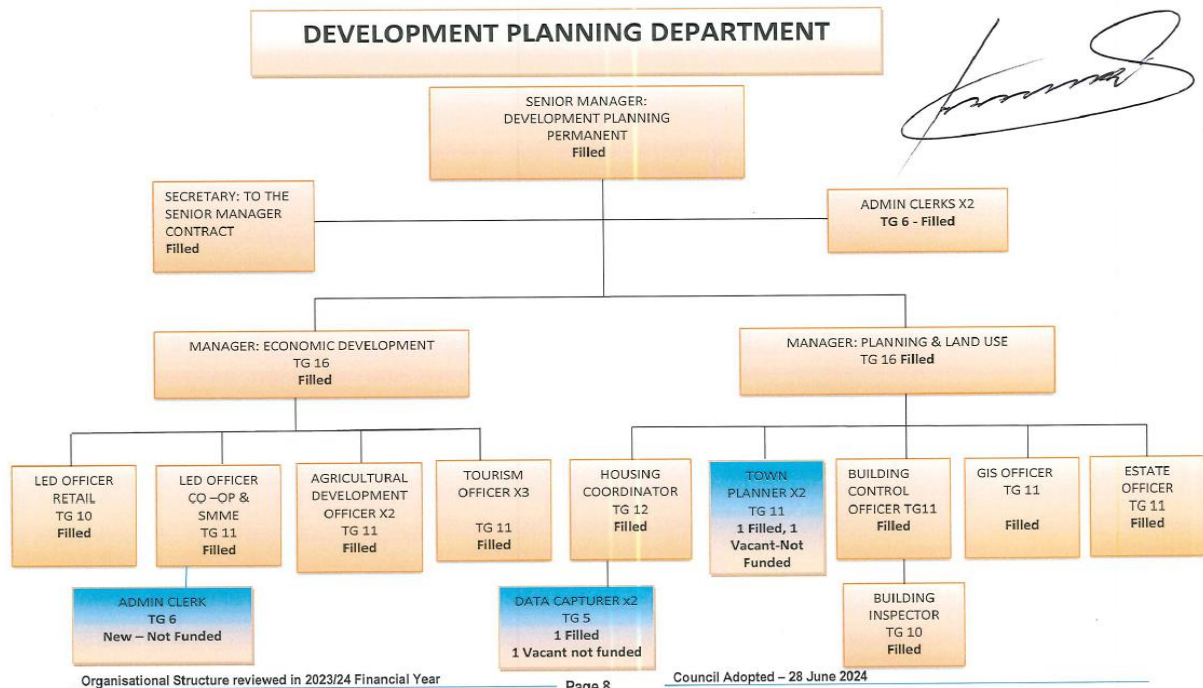 DEVELOPMENT PLANNING DEPARTMENT
SENIOR MANAGER:
DEVELOPMENT PLANNING
PERMANENT
Filled
SECRETARY: TO THE
SENIOR MANAGER
CONTRACT
Filled
ADMIN CLERKS X2
TG 6 - Filled
MANAGER: ECONOMIC DEVELOPMENT
TG 16
Filled
MANAGER: PLANNING & LAND USE
TG 16 Filled
LED OFFICER
RETAIL
TG 10
Filled
LED OFFICER
CO –OP &
SMME
TG 11
Filled
AGRICULTURAL
DEVELOPMENT
OFFICER X2
TG 11
Filled
TOURISM
OFFICER X3
TG 11
Filled
HOUSING
COORDINATOR
TG 12
Filled
TOWN
PLANNER X2
TG 11
1 Filled, 1
Vacant-Not
Funded
BUILDING
CONTROL
OFFICER TG11
Filled
GIS OFFICER
TG 11
Filled
ESTATE
OFFICER
TG 11
Filled
ADMIN CLERK
TG 6
New – Not Funded
DATA CAPTURER x2
TG 5
1 Filled
1 Vacant not funded
BUILDING
INSPECTOR
TG 10
Filled
Organisational Structure reviewed in 2023/24 Financial Year
Page 8
Council Adopted – 28 June 2024